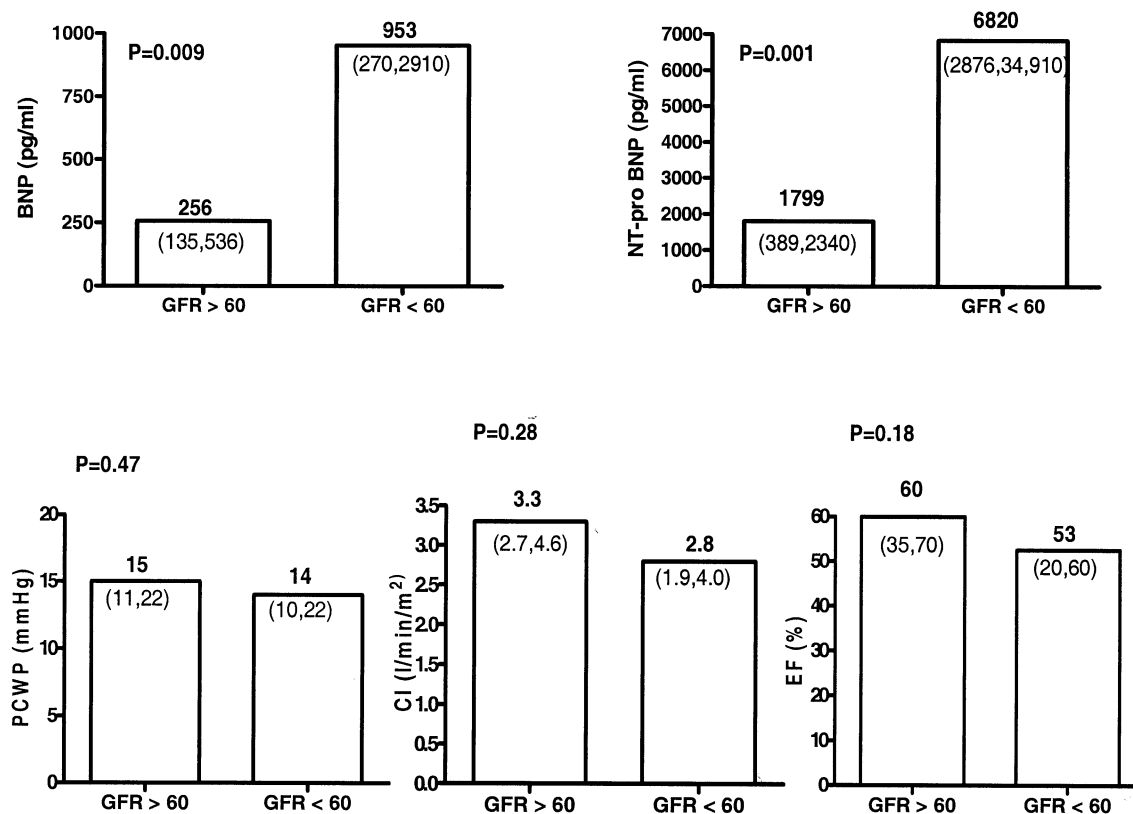 BNP (pg/ml)
1000
750
500
250
0
P=0.009
256
(135,536)
953
(270,2910)
GFR > 60
GFR < 60
NT-pro BNP (pg/ml)
7000
6000
5000
4000
3000
2000
1000
0
P=0.001
1799
(389,2340)
6820
(2876,34,910)
GFR > 60
GFR < 60
P=0.47
PCWP (mmHg)
20
15
10
5
0
15
(11,22)
14
(10,22)
GFR > 60
GFR < 60
P=0.28
CI (l/min/m²)
3.5
3.0
2.5
2.0
1.0
0.5
0.0
3.3
(2.7,4.6)
2.8
(1.9,4.0)
GFR > 60
GFR < 60
P=0.18
EF (%)
60
50
40
30
20
10
0
60
(35,70)
53
(20,60)
GFR > 60
GFR < 60